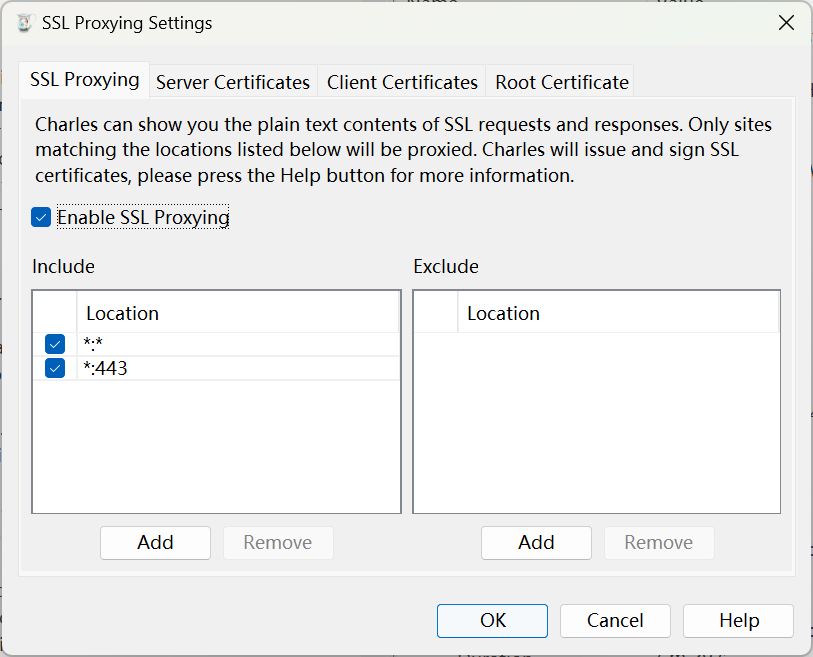 SSL Proxying Settings
SSL Proxying
Server Certificates
Client Certificates
Root Certificate
Charles can show you the plain text contents of SSL requests and responses. Only sites
matching the locations listed below will be proxied. Charles will issue and sign SSL
certificates, please press the Help button for more information.
Enable SSL Proxying
Include
Exclude
Location
Location
*:*
*:443
Add
Remove
Add
Remove
OK
Cancel
Help